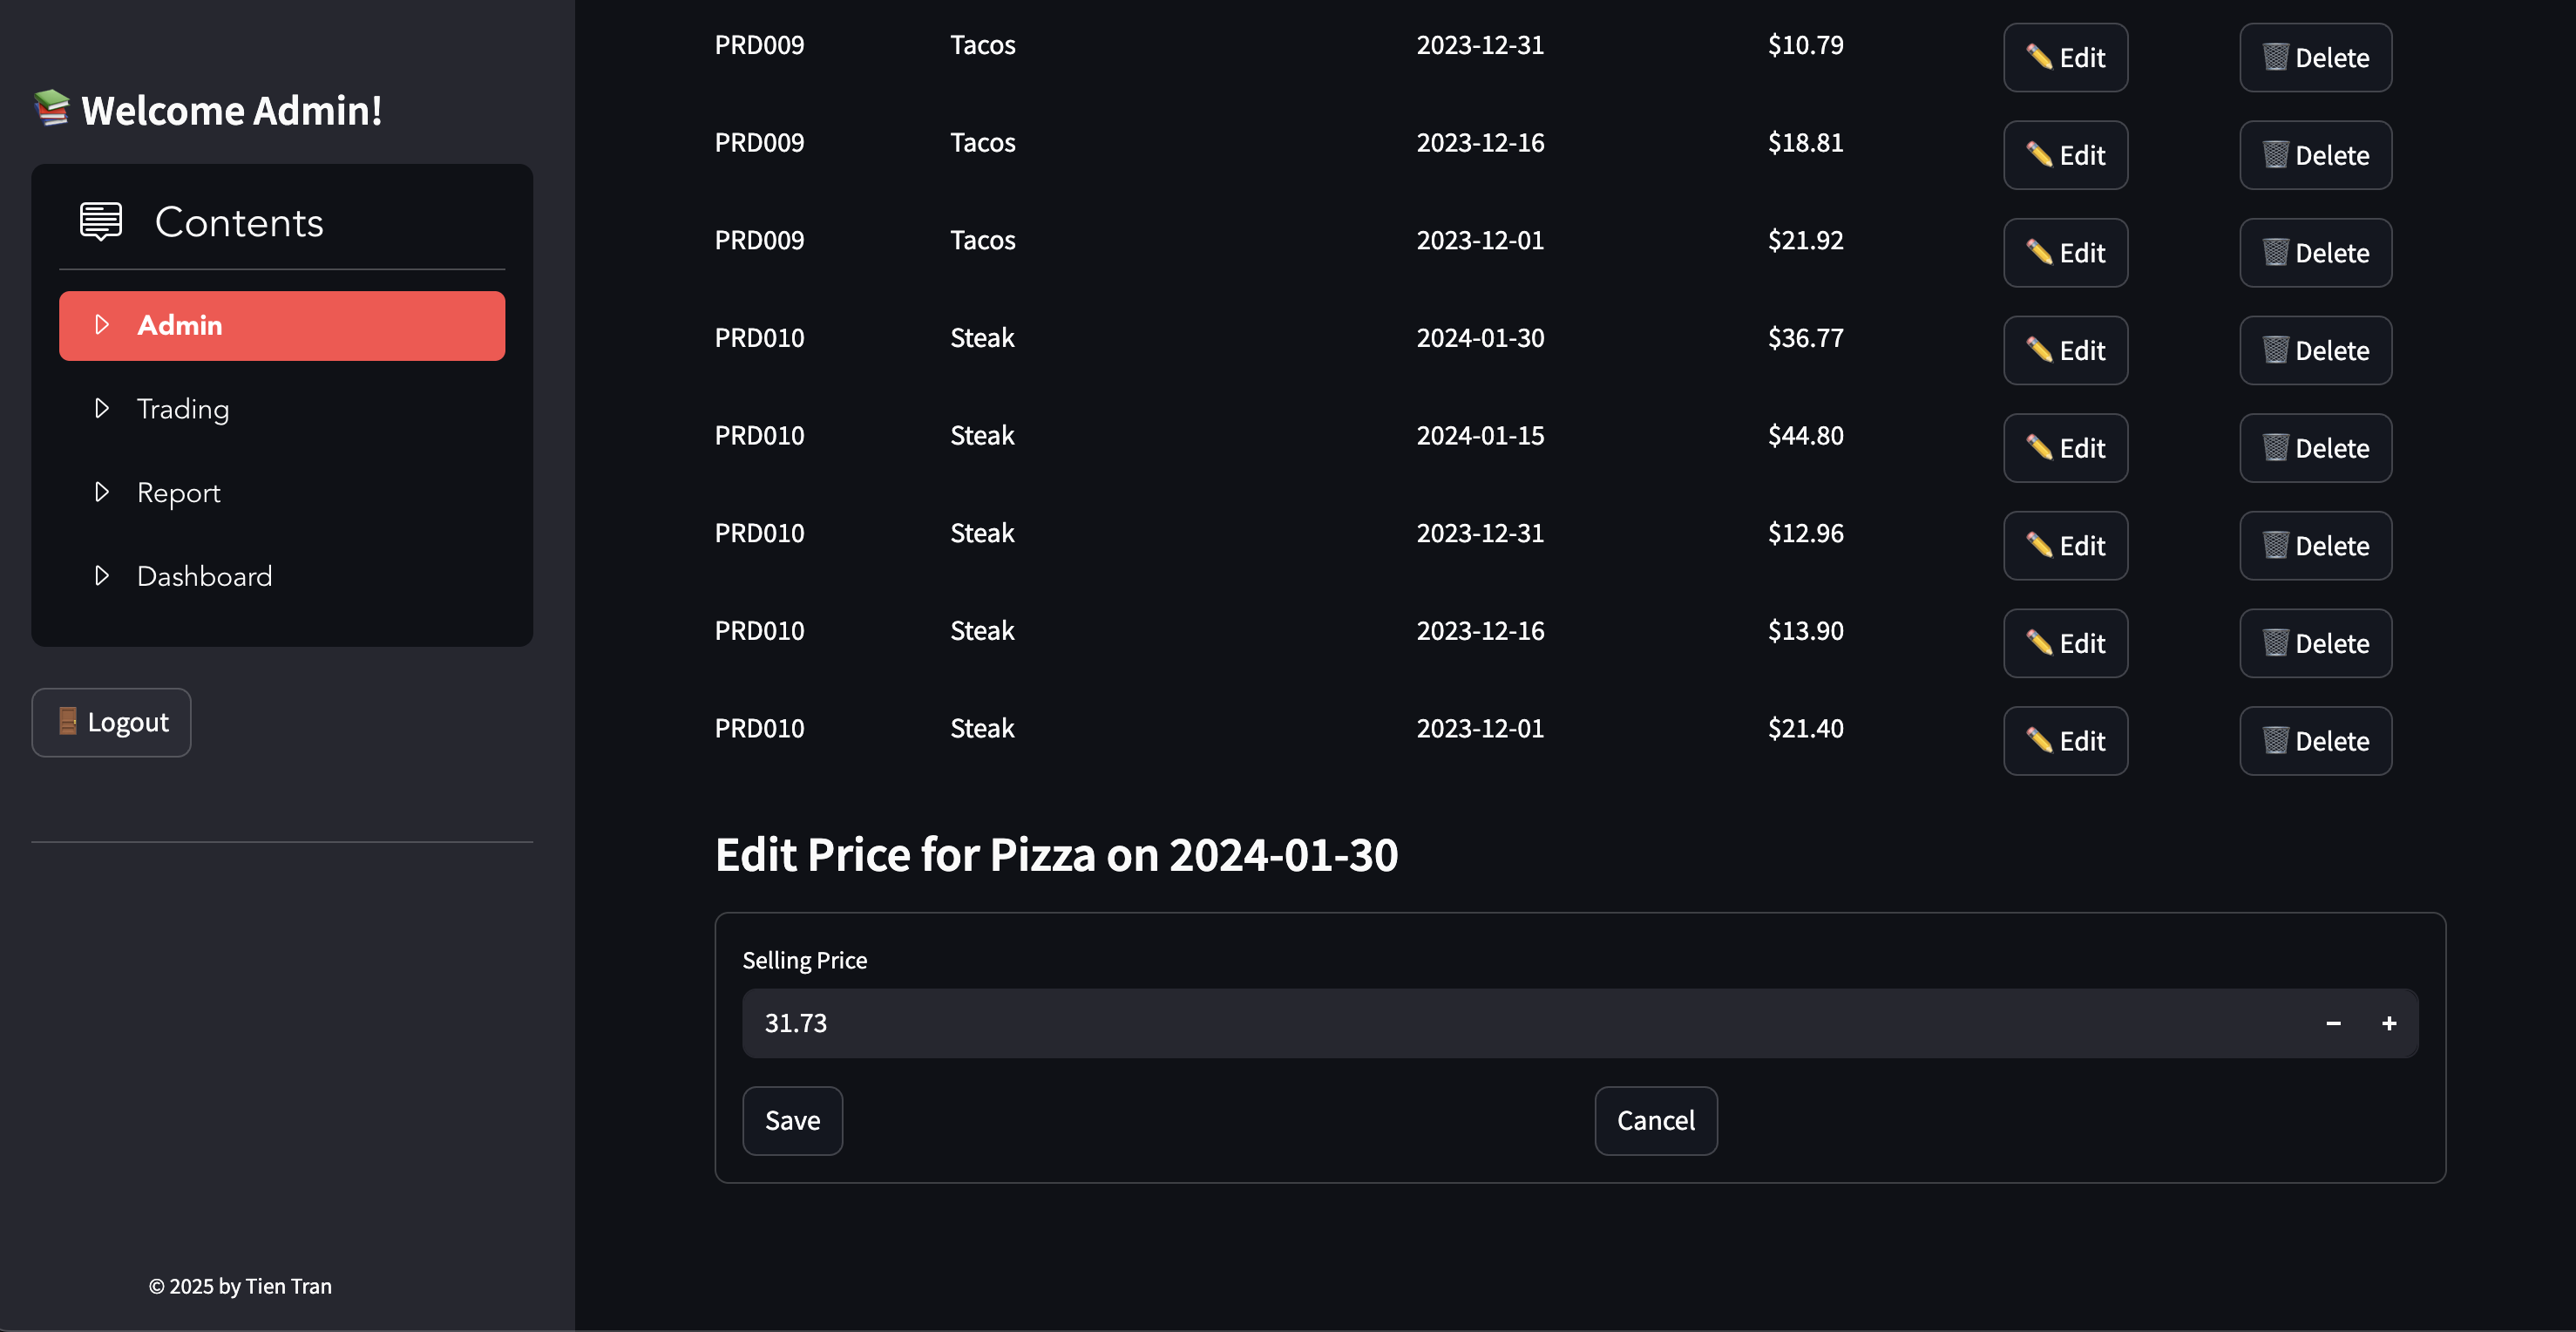 Welcome Admin!
Contents
Admin
Trading
Report
Dashboard
Logout
© 2025 by Tien Tran
PRD009 Tacos 2023-12-31 $10.79 Edit Delete
PRD009 Tacos 2023-12-16 $18.81 Edit Delete
PRD009 Tacos 2023-12-01 $21.92 Edit Delete
PRD010 Steak 2024-01-30 $36.77 Edit Delete
PRD010 Steak 2024-01-15 $44.80 Edit Delete
PRD010 Steak 2023-12-31 $12.96 Edit Delete
PRD010 Steak 2023-12-16 $13.90 Edit Delete
PRD010 Steak 2023-12-01 $21.40 Edit Delete
Edit Price for Pizza on 2024-01-30
Selling Price
31.73 − +
Save Cancel